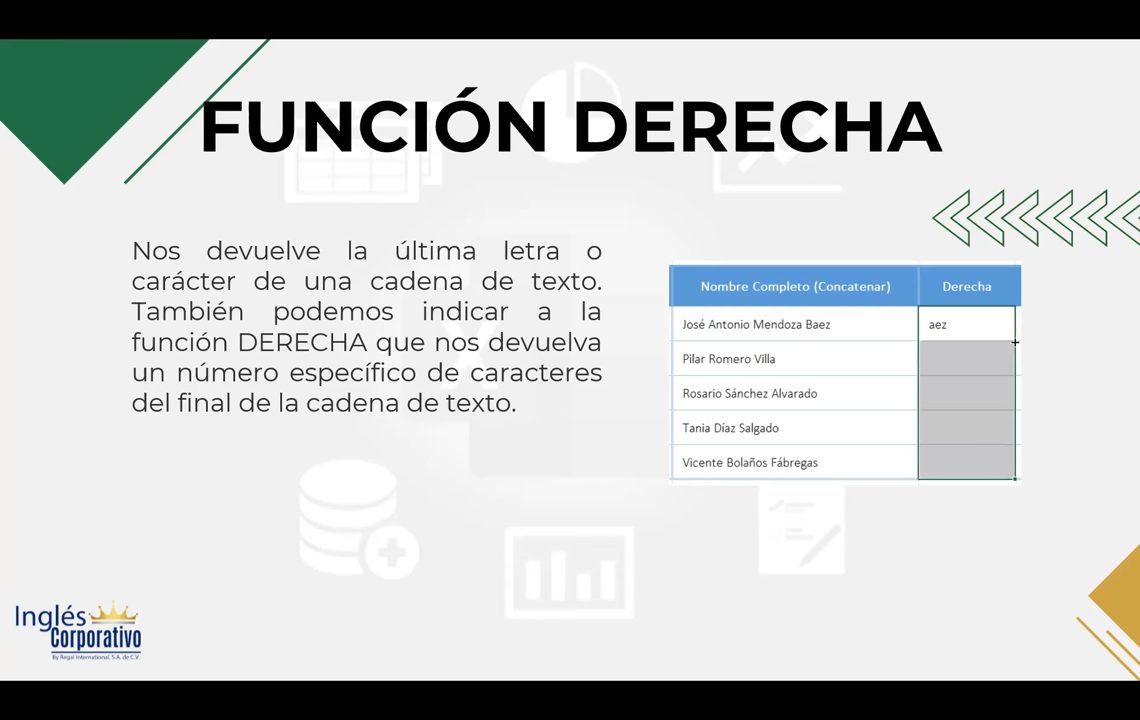 FUNCIÓN DERECHA
Nos devuelve la última letra o
carácter de una cadena de texto.
También podemos indicar a la
función DERECHA que nos devuelva
un número específico de caracteres
del final de la cadena de texto.
Nombre Completo (Concatenar) Derecha
José Antonio Mendoza Baez aez
Pilar Romero Villa
Rosario Sánchez Alvarado
Tania Díaz Salgado
Vicente Bolaños Fábregas
Inglés
Corporativo
By Regal International, S.A. de C.V.